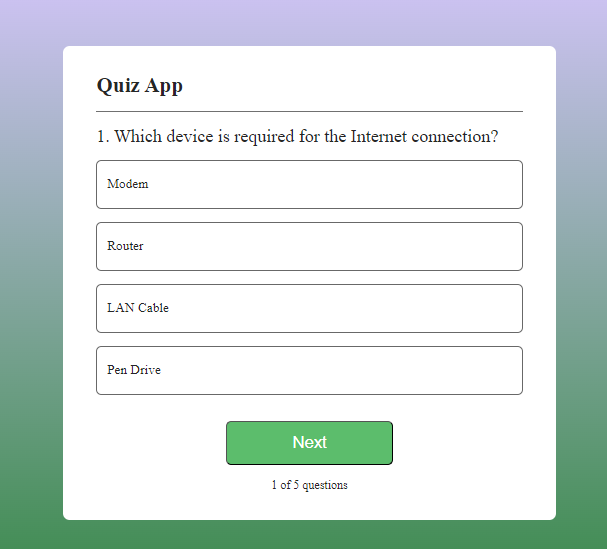 Quiz App
1. Which device is required for the Internet connection?
Modem
Router
LAN Cable
Pen Drive
Next
1 of 5 questions